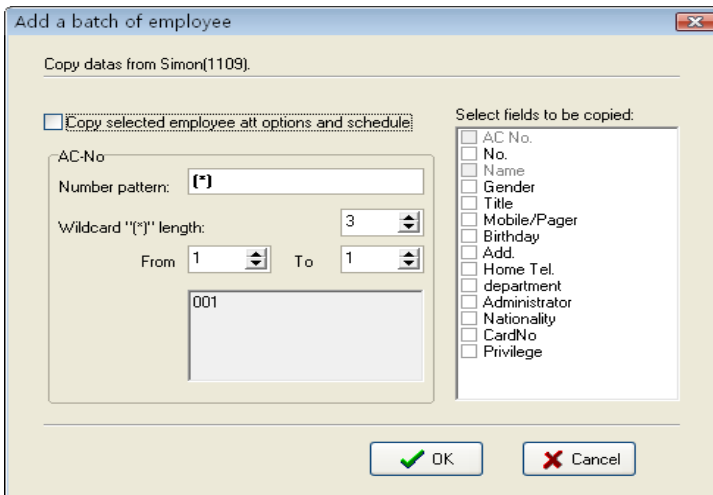 Add a batch of employee
Copy datas from Simon(1109).
Copy selected employee att options and schedule
AC-No
Number pattern: (*)
Wildcard "(*)" length: 3
From 1 To 1
001
Select fields to be copied:
AC No.
No.
Name
Gender
Title
Mobile/Pager
Birthday
Add.
Home Tel.
department
Administrator
Nationality
CardNo
Privilege
OK Cancel